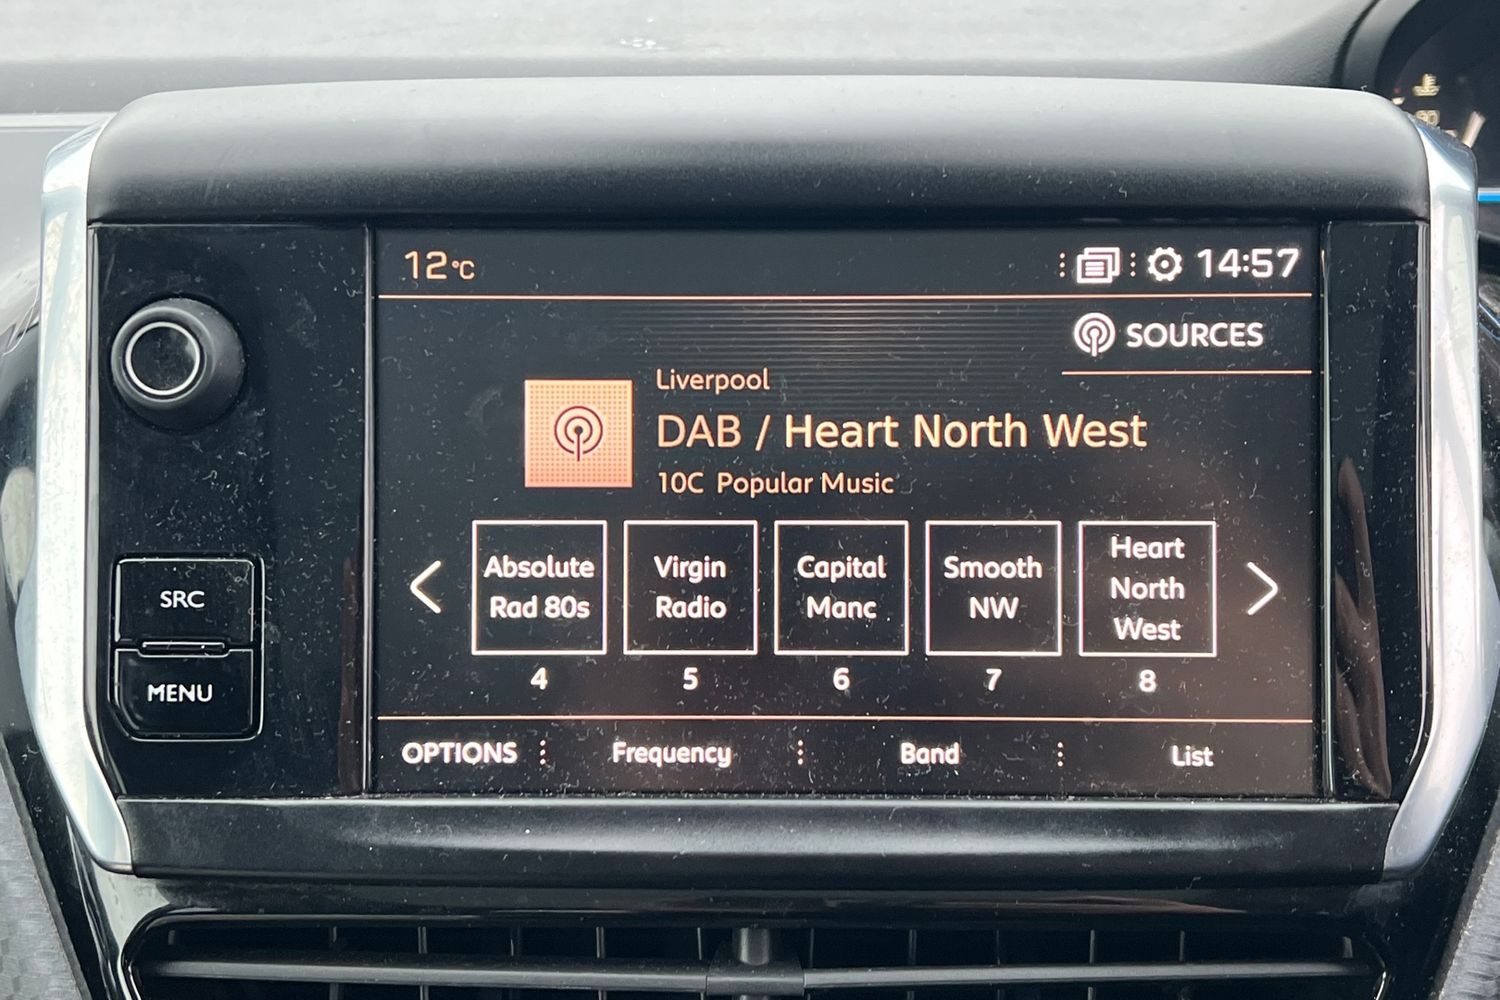 12°C
14:57
SOURCES
Liverpool
DAB / Heart North West
10C Popular Music
Absolute
Rad 80s
Virgin
Radio
Capital
Manc
Smooth
NW
Heart
North
West
4
5
6
7
8
OPTIONS
Frequency
Band
List
SRC
MENU
90